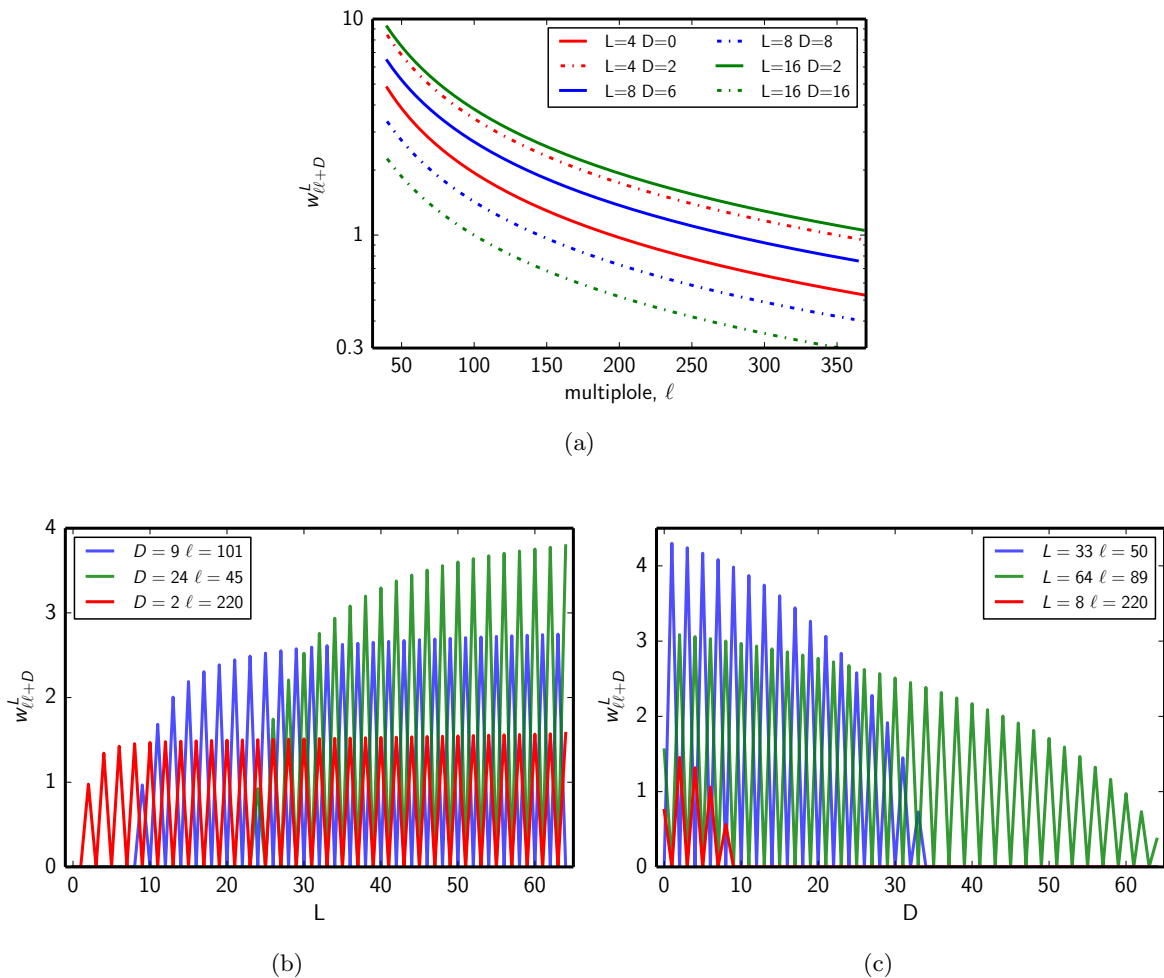 10
1
0.3
w^L_{ℓℓ+D}
L=4 D=0
L=4 D=2
L=8 D=6
L=8 D=8
L=16 D=2
L=16 D=16
50 100 150 200 250 300 350
multiplole, ℓ
(a)
4
3
2
1
0
w^L_{ℓℓ+D}
D = 9 ℓ = 101
D = 24 ℓ = 45
D = 2 ℓ = 220
0 10 20 30 40 50 60
L
(b)
4
3
2
1
0
w^L_{ℓℓ+D}
L = 33 ℓ = 50
L = 64 ℓ = 89
L = 8 ℓ = 220
0 10 20 30 40 50 60
D
(c)